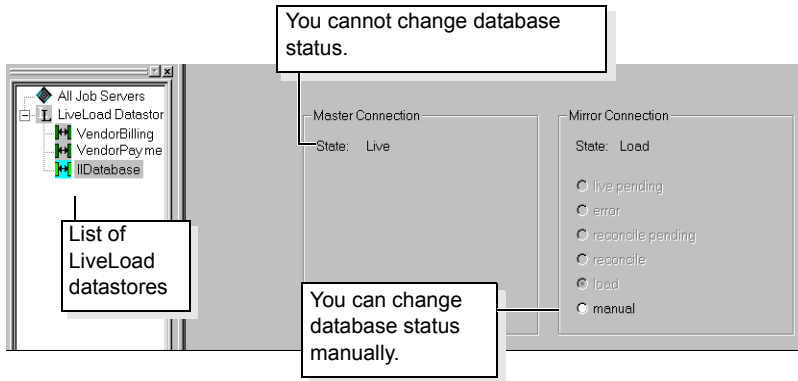 You cannot change database
status.
All Job Servers
LiveLoad Datastor
VendorBilling
VendorPayme
llDatabase
List of
LiveLoad
datastores
Master Connection
State: Live
Mirror Connection
State: Load
live pending
error
reconcile pending
reconcile
load
manual
You can change
database status
manually.